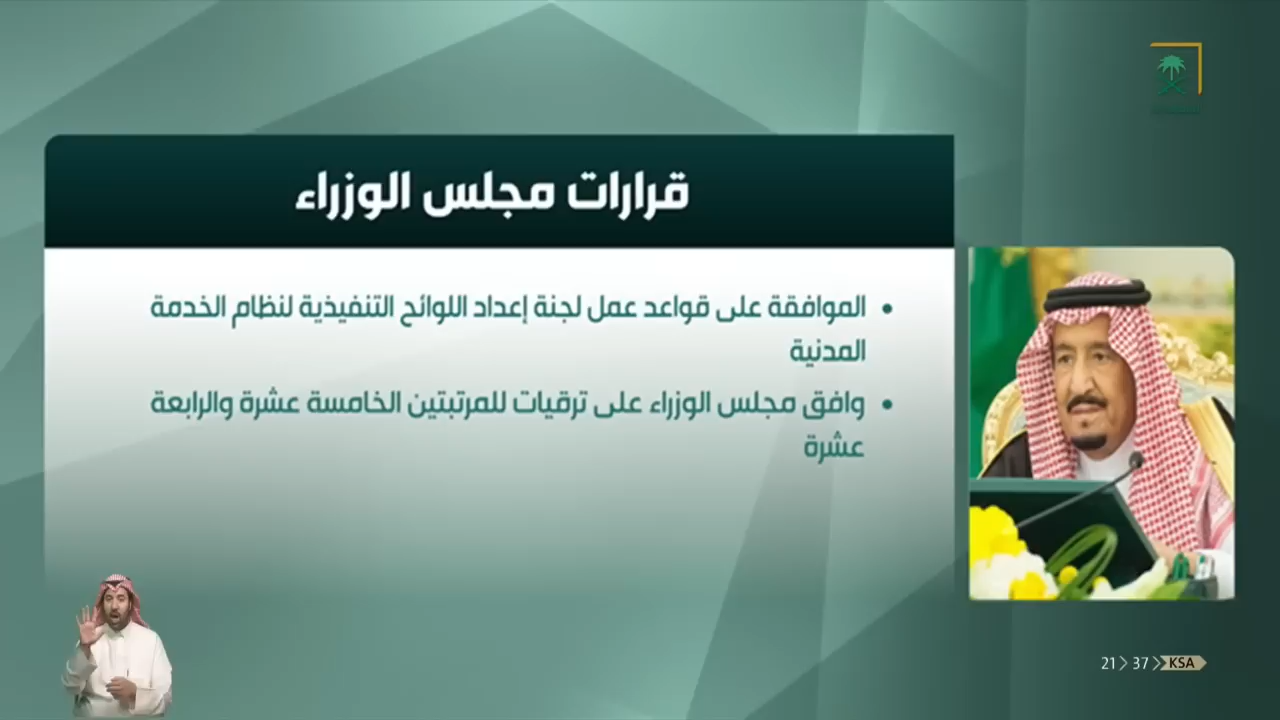 قرارات مجلس الوزراء
• الموافقة على قواعد عمل لجنة إعداد اللوائح التنفيذية لنظام الخدمة
المدنية
• وافق مجلس الوزراء على ترقيات للمرتبتين الخامسة عشرة والرابعة
عشرة
21 37 KSA